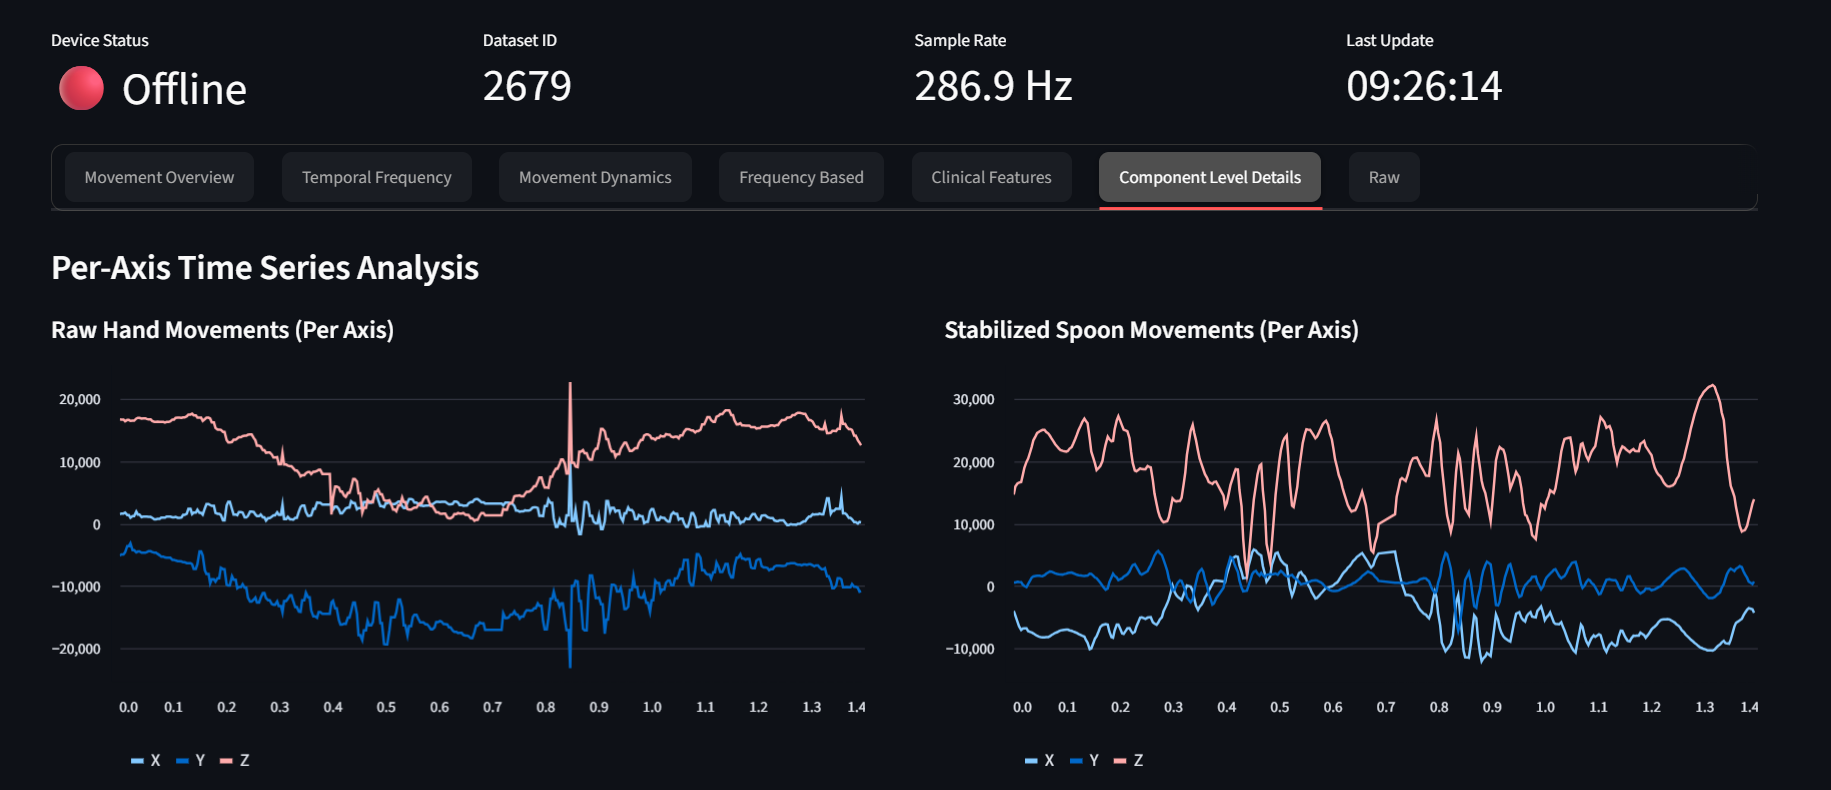 Device Status
Dataset ID
Sample Rate
Last Update
Offline
2679
286.9 Hz
09:26:14
Movement Overview
Temporal Frequency
Movement Dynamics
Frequency Based
Clinical Features
Component Level Details
Raw
Per-Axis Time Series Analysis
Raw Hand Movements (Per Axis)
20,000
10,000
0
−10,000
−20,000
0.0 0.1 0.2 0.3 0.4 0.5 0.6 0.7 0.8 0.9 1.0 1.1 1.2 1.3 1.4
X Y Z
Stabilized Spoon Movements (Per Axis)
30,000
20,000
10,000
0
−10,000
0.0 0.1 0.2 0.3 0.4 0.5 0.6 0.7 0.8 0.9 1.0 1.1 1.2 1.3 1.4
X Y Z